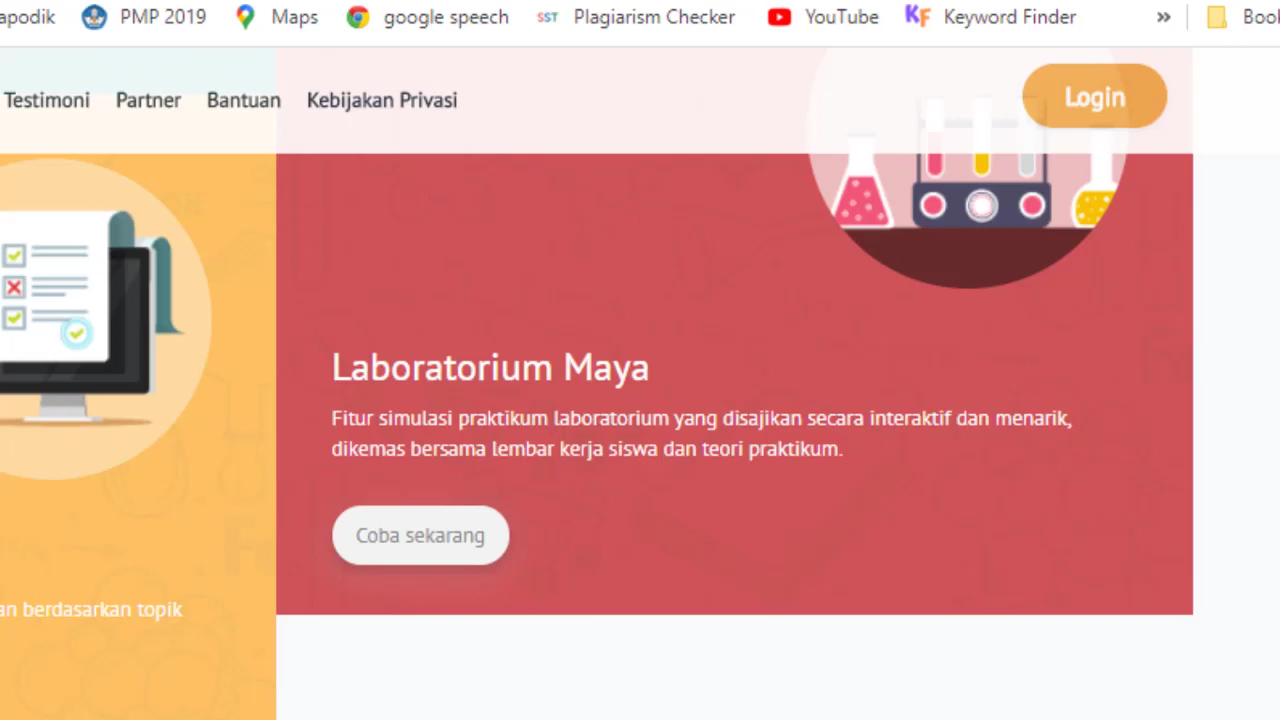 apodik PMP 2019 Maps google speech SST Plagiarism Checker YouTube KF Keyword Finder » Book
Testimoni Partner Bantuan Kebijakan Privasi Login
Laboratorium Maya
Fitur simulasi praktikum laboratorium yang disajikan secara interaktif dan menarik,
dikemas bersama lembar kerja siswa dan teori praktikum.
Coba sekarang
an berdasarkan topik